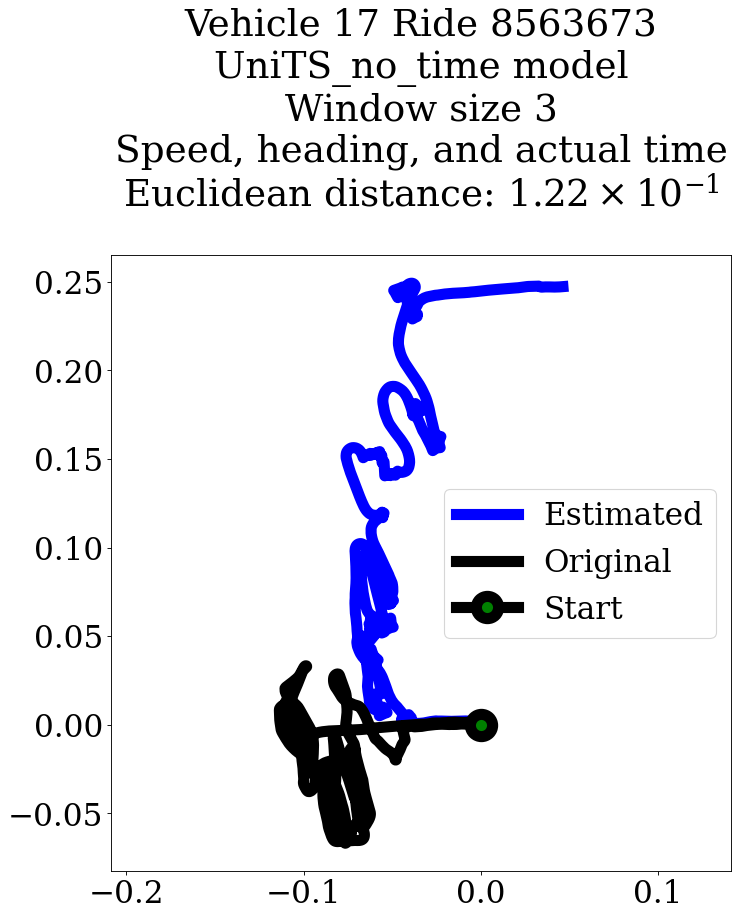 Vehicle 17 Ride 8563673
UniTS_no_time model
Window size 3
Speed, heading, and actual time
Euclidean distance: 1.22 × 10⁻¹
0.25
0.20
0.15
0.10
0.05
0.00
−0.05
Estimated
Original
Start
−0.2
−0.1
0.0
0.1